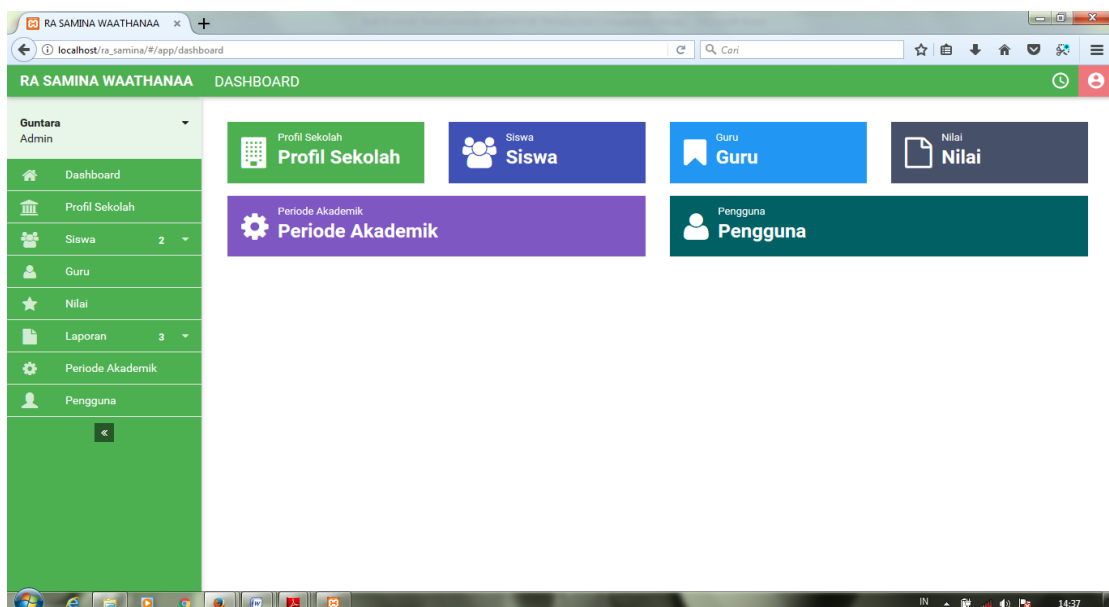 RA SAMINA WAATHANAA
localhost/ra_samina/#/app/dashboard
Cari
RA SAMINA WAATHANAA DASHBOARD
Guntara
Admin
Dashboard
Profil Sekolah
Siswa 2
Guru
Nilai
Laporan 3
Periode Akademik
Pengguna
Profil Sekolah
Profil Sekolah
Siswa
Siswa
Guru
Guru
Nilai
Nilai
Periode Akademik
Periode Akademik
Pengguna
Pengguna
IN 14:37